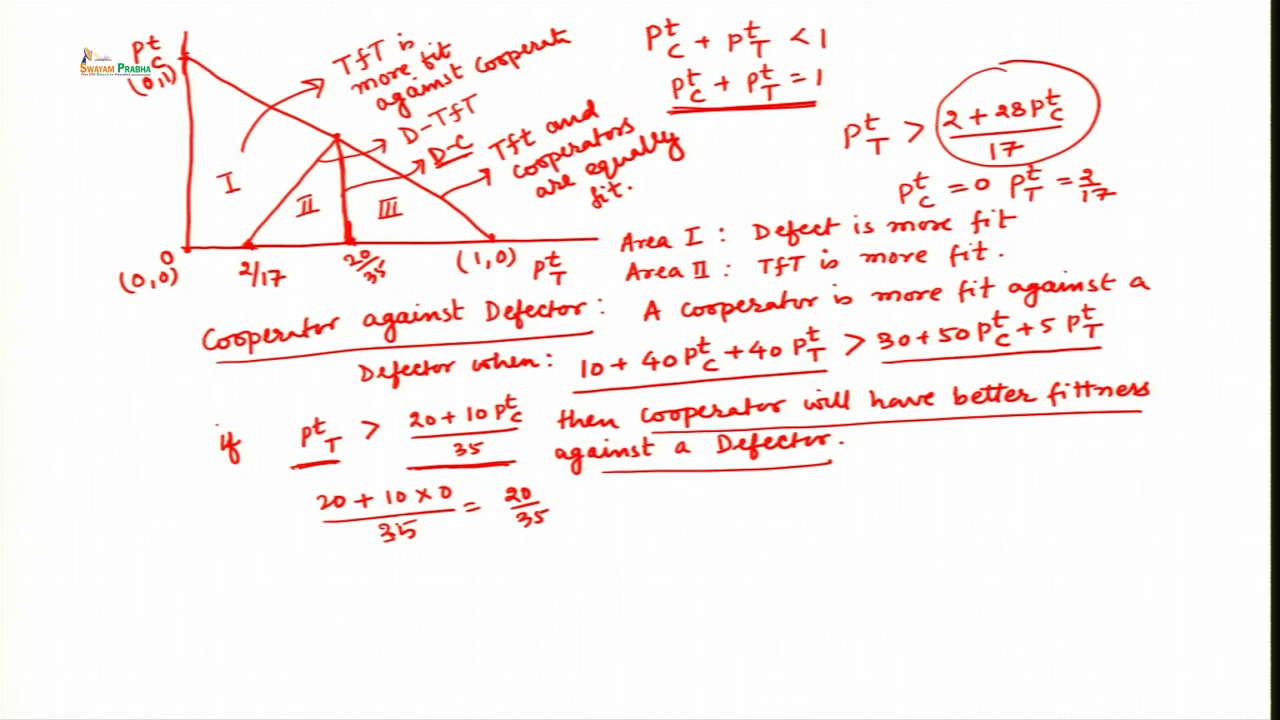 P^t_C
(0,1)
SWAYAM PRABHA
TfT is
more fit
against cooperate
D-TfT
D-C
Tft and
cooperators
are equally
fit.
I
II
III
0
(0,0)
2/17
20/35
(1,0)
P^t_T
P^t_C + P^t_T < 1
P^t_C + P^t_T = 1
P^t_T > (2 + 28P^t_C)/17
P^t_C = 0 P^t_T = 2/17
Area I : Defect is more fit
Area II : TfT is more fit.
Cooperator against Defector: A cooperator is more fit against a
Defector when: 10 + 40P^t_C + 40P^t_T > 30 + 50P^t_C + 5P^t_T
if P^t_T > (20 + 10P^t_C)/35 then cooperator will have better fittness
against a Defector.
(20 + 10 × 0)/35 = 20/35